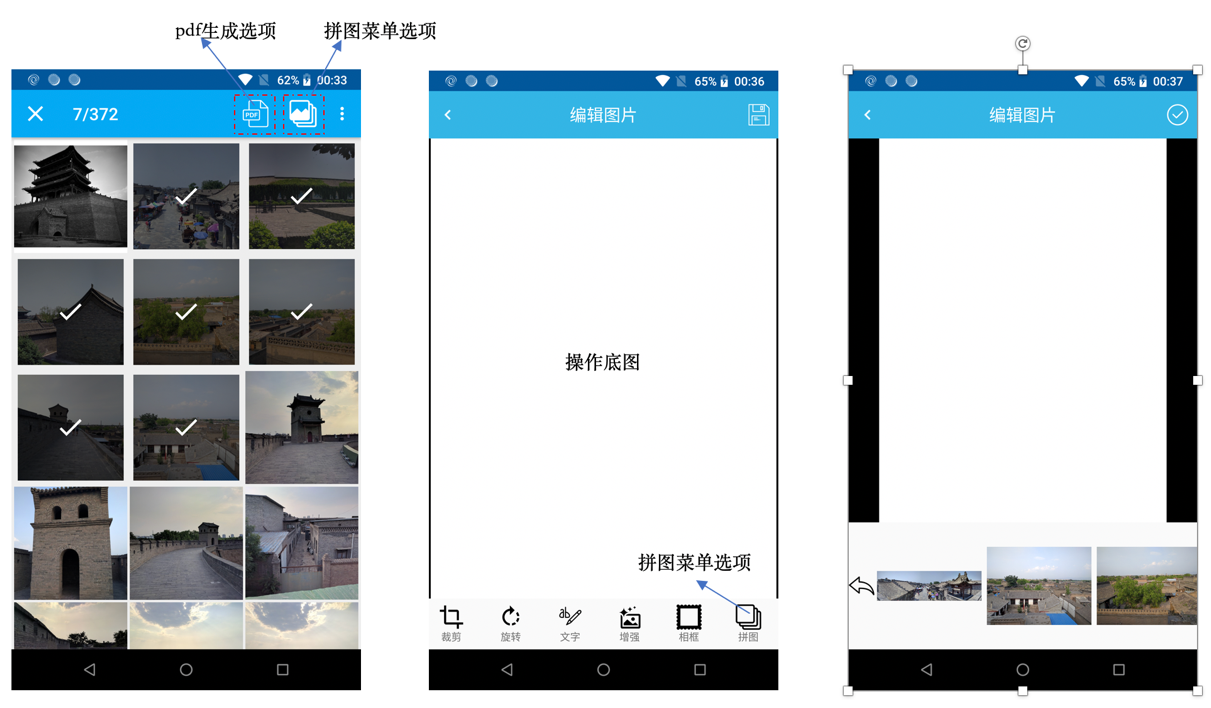 pdf生成选项
拼图菜单选项
62% 00:33
7/372
PDF
65% 00:36
编辑图片
操作底图
拼图菜单选项
裁剪
旋转
文字
增强
相框
拼图
65% 00:37
编辑图片